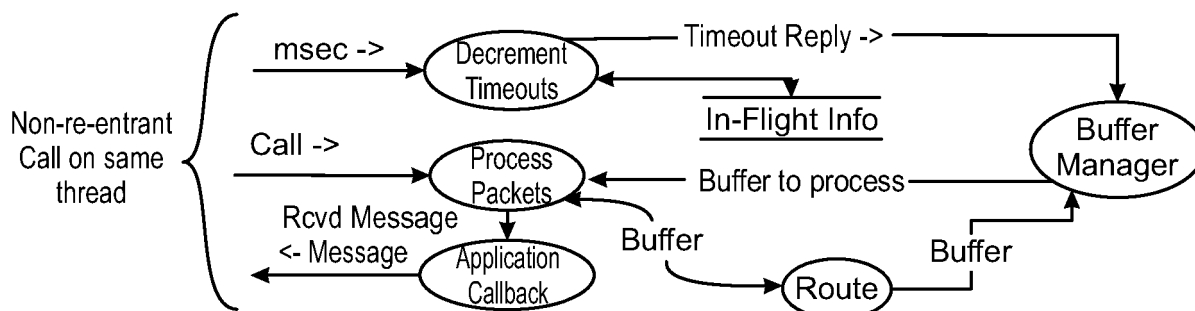 msec ->
Decrement
Timeouts
Timeout Reply ->
In-Flight Info
Buffer
Manager
Non-re-entrant
Call on same
thread
Call ->
Process
Packets
Buffer to process
Rcvd Message
<- Message
Application
Callback
Buffer
Route
Buffer